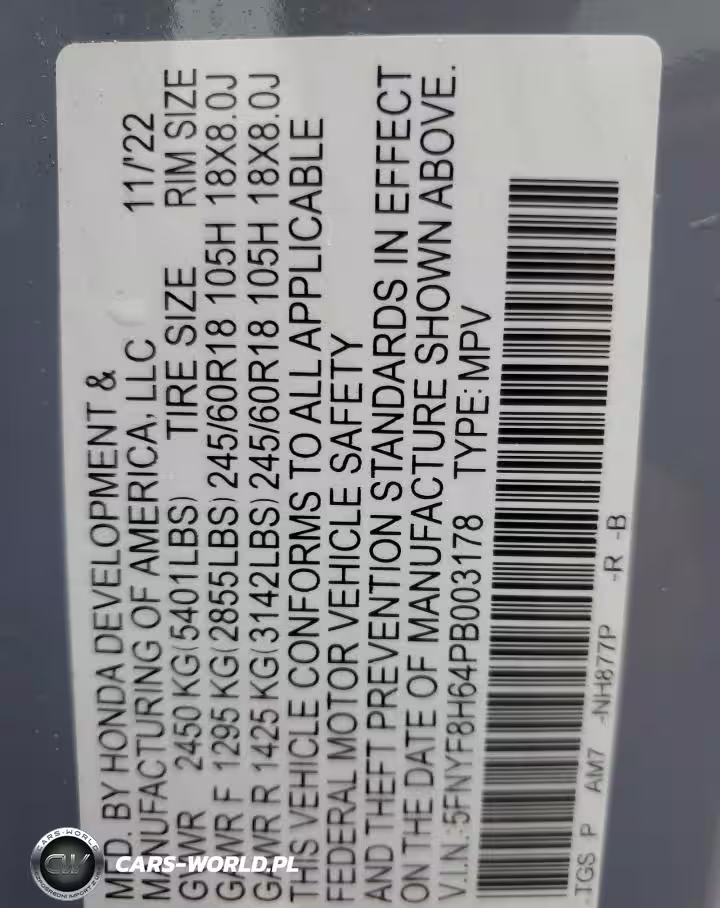 MFD. BY HONDA DEVELOPMENT &
MANUFACTURING OF AMERICA, LLC 11/'22
GVWR 2450 KG(5401LBS) TIRE SIZE RIM SIZE
GAWR F 1295 KG(2855LBS) 245/60R18 105H 18X8.0J
GAWR R 1425 KG(3142LBS) 245/60R18 105H 18X8.0J
THIS VEHICLE CONFORMS TO ALL APPLICABLE
FEDERAL MOTOR VEHICLE SAFETY
AND THEFT PREVENTION STANDARDS IN EFFECT
ON THE DATE OF MANUFACTURE SHOWN ABOVE.
V.I.N.:5FNYF8H64PB003178 TYPE: MPV
-TGS P AM7 -NH877P -R -B
CARS-WORLD
CW
CARS-WORLD.PL